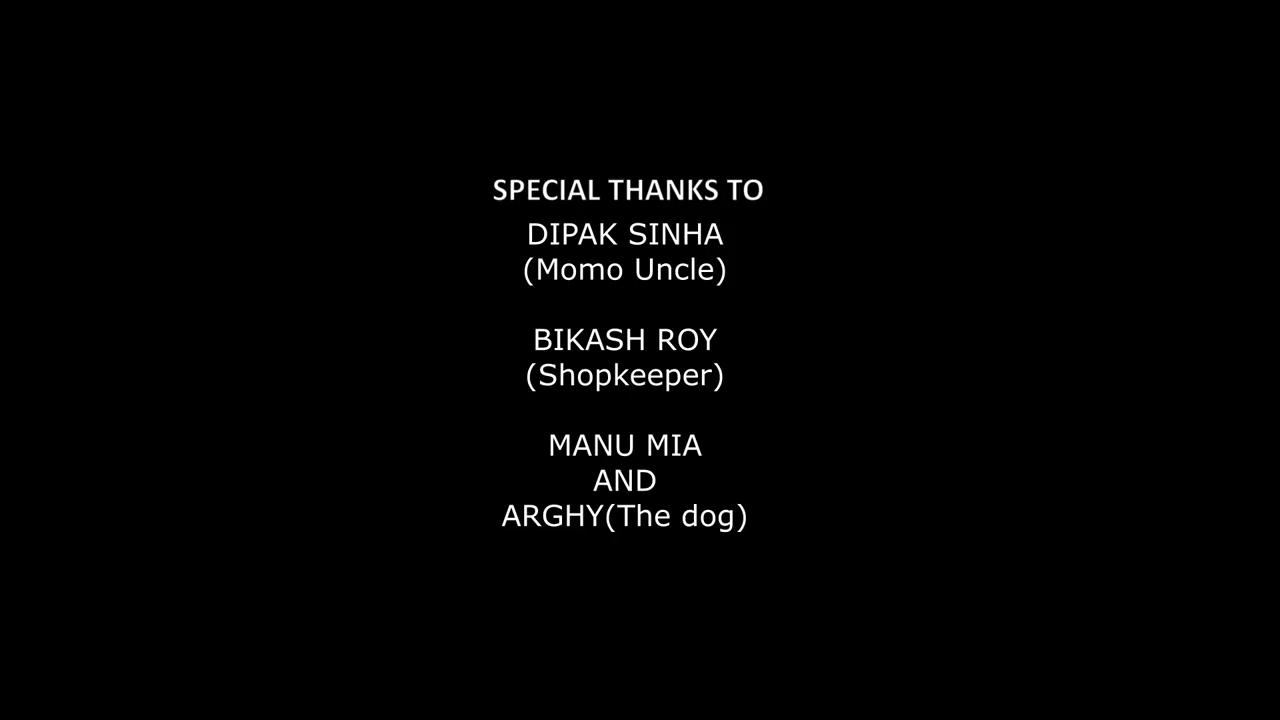 SPECIAL THANKS TO
DIPAK SINHA
(Momo Uncle)
BIKASH ROY
(Shopkeeper)
MANU MIA
AND
ARGHY(The dog)